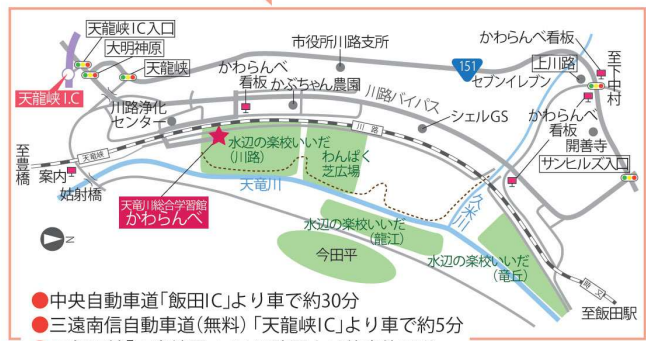 天龍峡IC入口
大明神原
天龍峡
天龍峡I.C
市役所川路支所
151
セブンイレブン
かわらんべ
看板
上川路
至下中村
かわらんべ
看板
かぶちゃん農園
川路バイパス
川路浄化
センター
シェルGS
かわらんべ
看板
開善寺
サンヒルズ入口
川路
至豊橋
天竜峡
案内
姑射橋
水辺の楽校いいだ
(川路)
わんぱく
芝広場
天竜川総合学習館
かわらんべ
天竜川
久米川
水辺の楽校いいだ
(龍江)
今田平
水辺の楽校いいだ
(竜丘)
N
時又
至飯田駅
●中央自動車道「飯田IC」より車で約30分
●三遠南信自動車道(無料)「天龍峡IC」より車で約5分